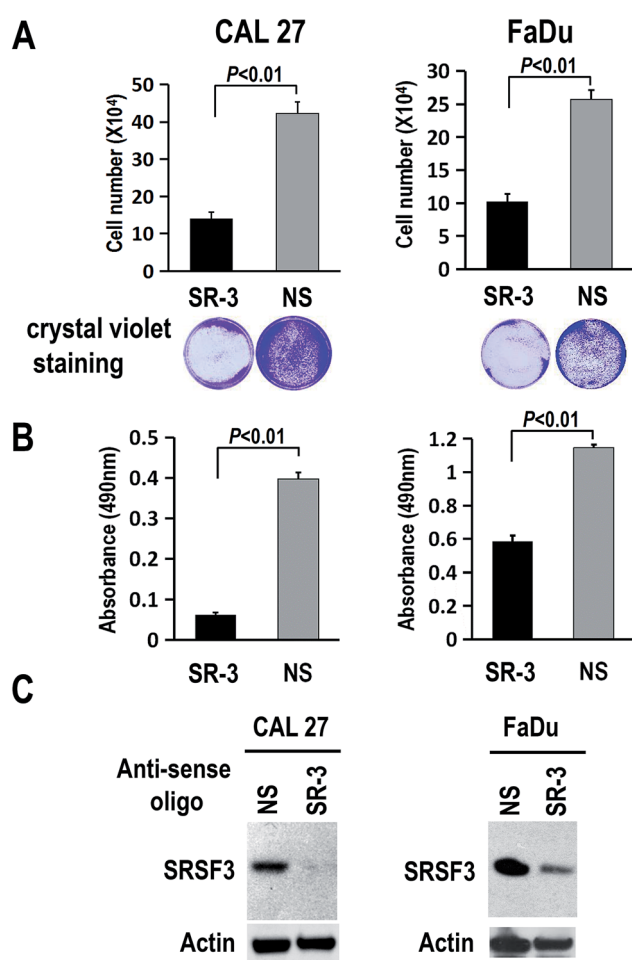 A
CAL 27
FaDu
P<0.01
P<0.01
Cell number (X10⁴)
50
40
30
20
10
0
Cell number (X10⁴)
30
25
20
15
10
5
0
SR-3 NS
SR-3 NS
crystal violet
staining
B
P<0.01
P<0.01
Absorbance (490nm)
0.5
0.4
0.3
0.2
0.1
0
Absorbance (490nm)
1.2
1
0.8
0.6
0.4
0.2
0
SR-3 NS
SR-3 NS
C
CAL 27
FaDu
Anti-sense
oligo
NS
SR-3
NS
SR-3
SRSF3
SRSF3
Actin
Actin